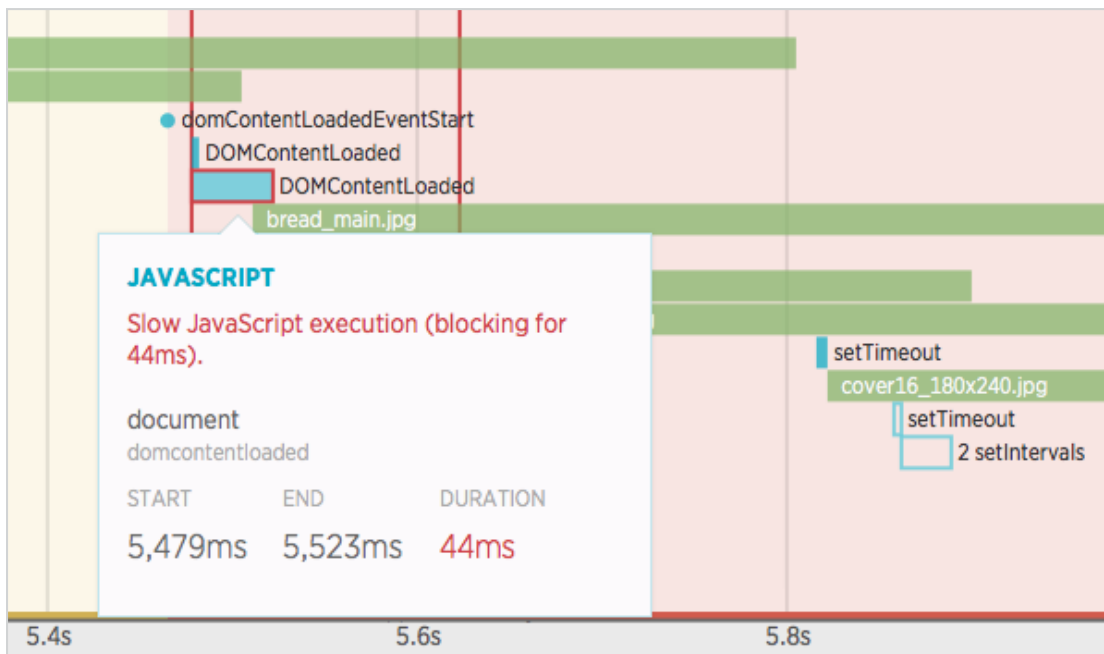 domContentLoadedEventStart
DOMContentLoaded
DOMContentLoaded
bread_main.jpg
JAVASCRIPT
Slow JavaScript execution (blocking for
44ms).
document
domcontentloaded
START END DURATION
5,479ms 5,523ms 44ms
setTimeout
cover16_180x240.jpg
setTimeout
2 setIntervals
5.4s 5.6s 5.8s